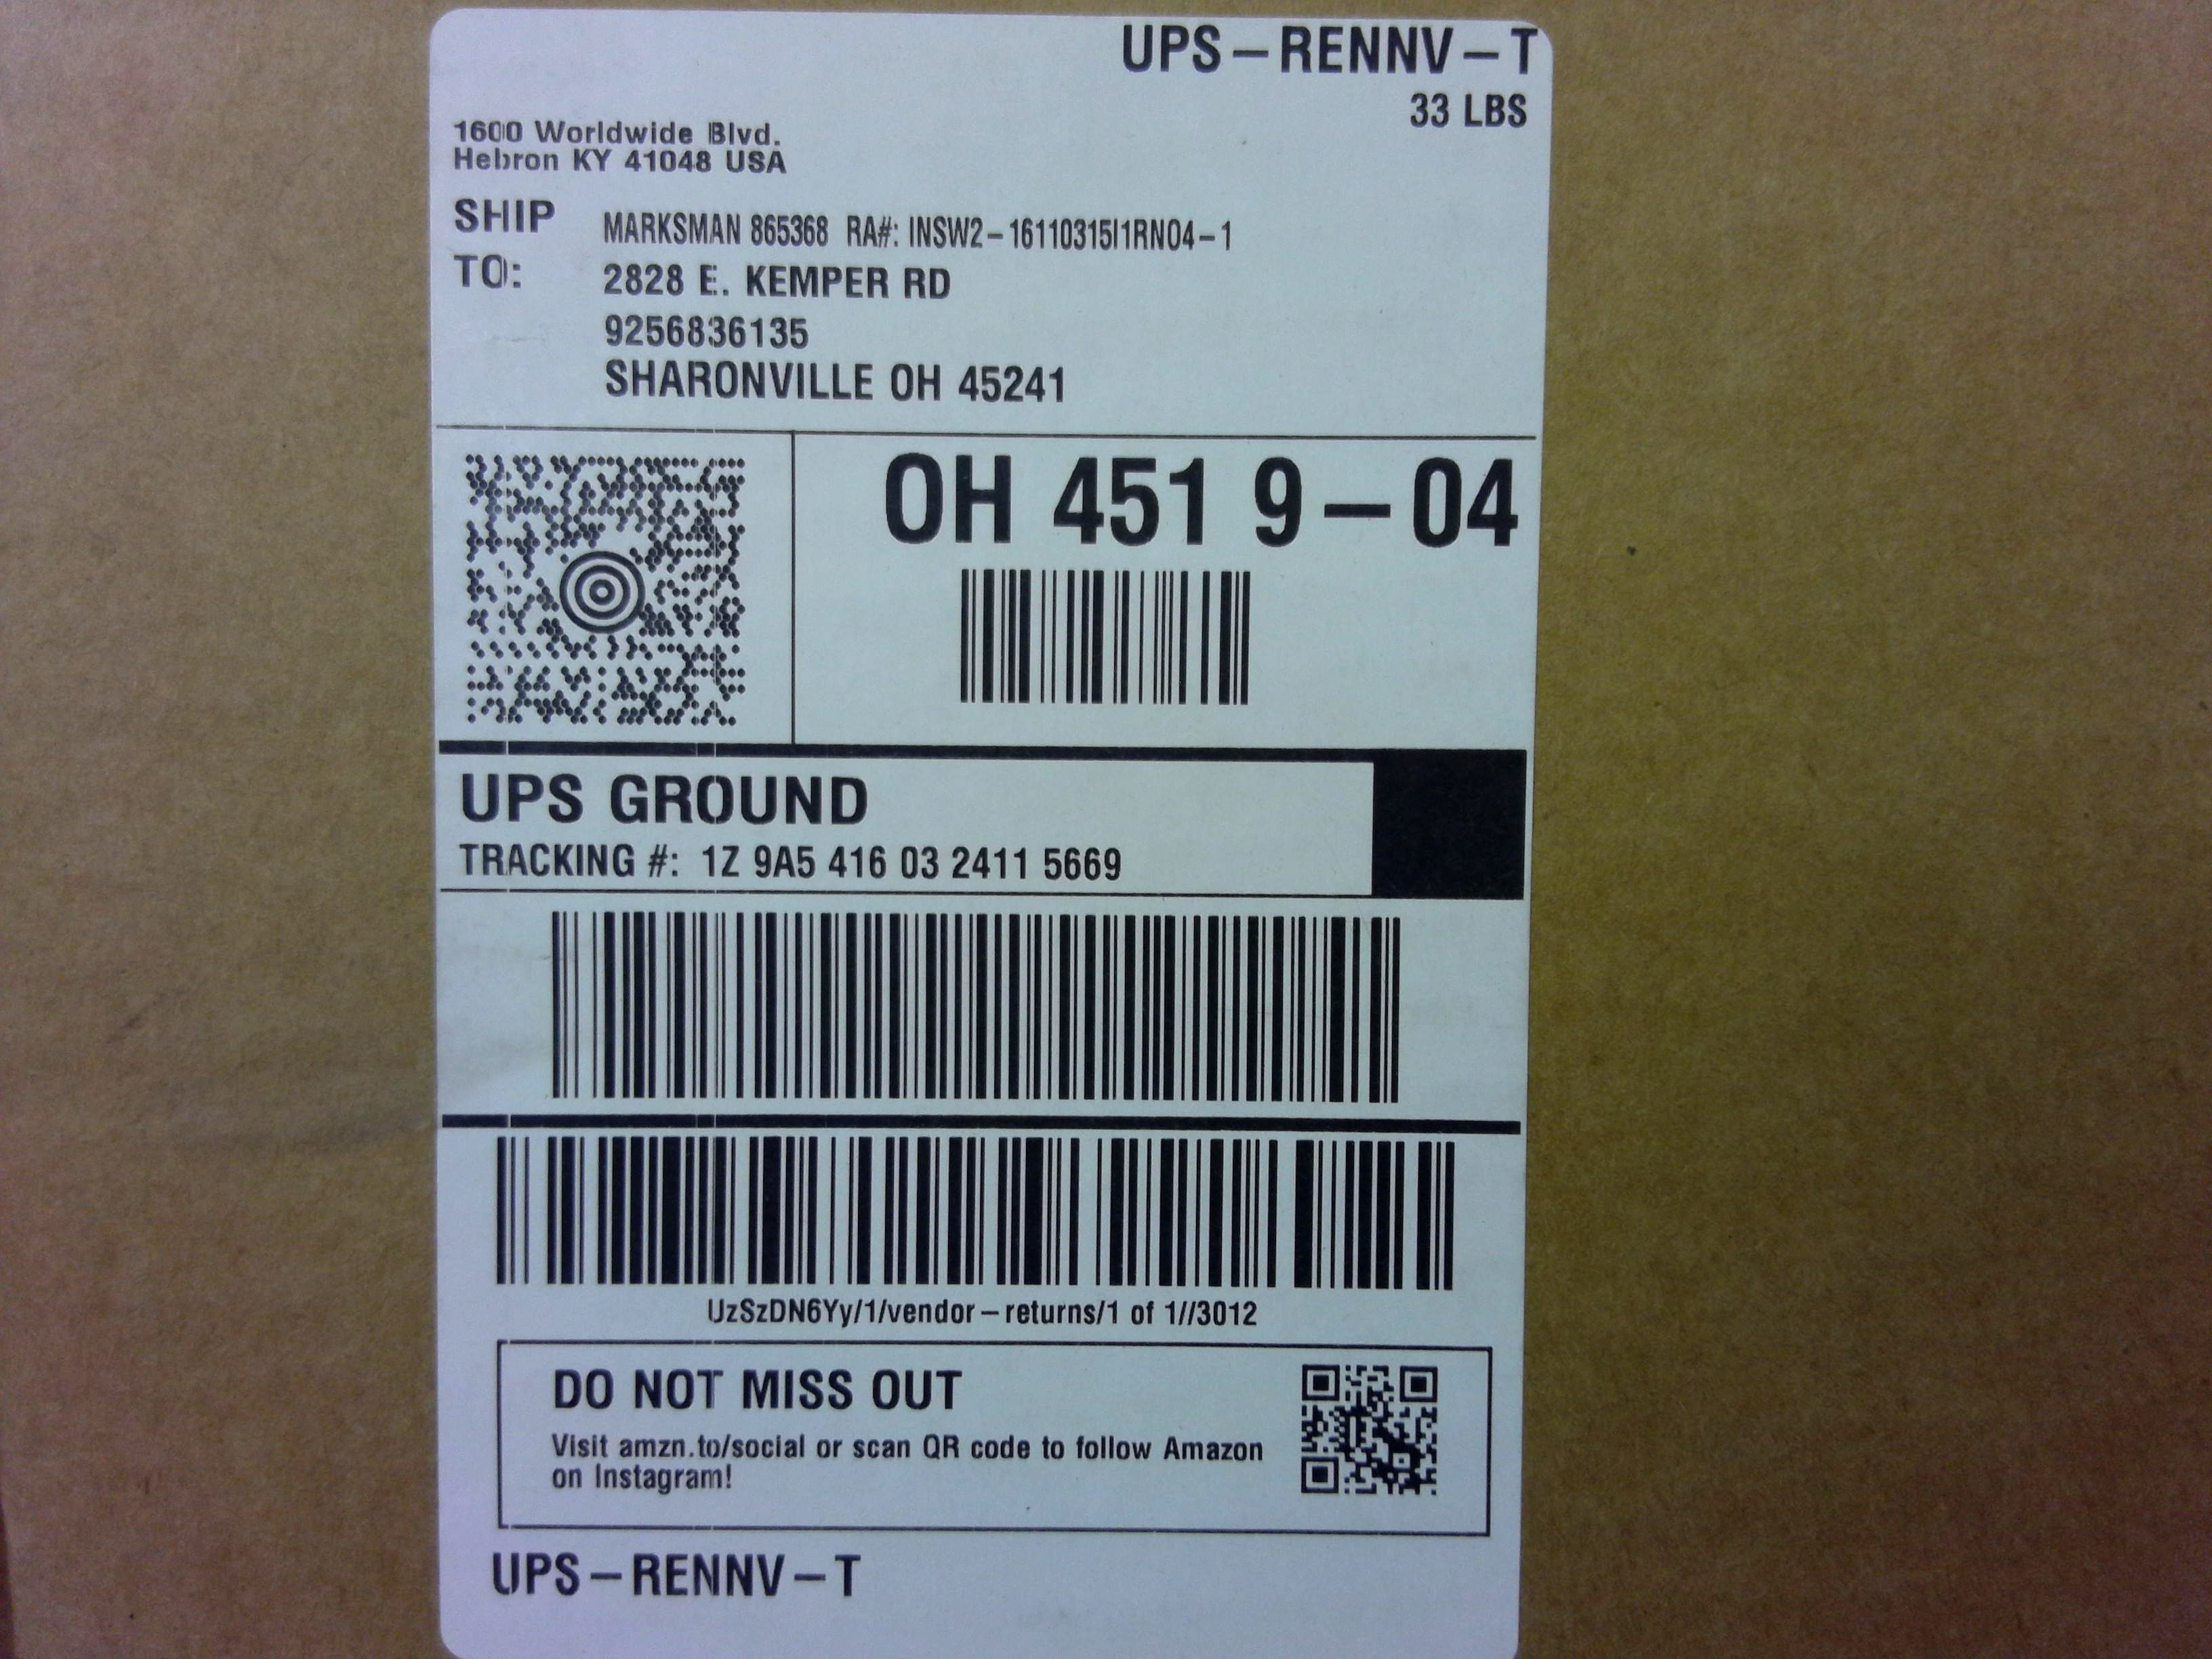 UPS-RENNV-T
33 LBS
1600 Worldwide Blvd.
Hebron KY 41048 USA
SHIP TO:
MARKSMAN 865368 RA#: INSW2-16110315I1RNO4-1
2828 E. KEMPER RD
9256836135
SHARONVILLE OH 45241
OH 451 9-04
UPS GROUND
TRACKING #: 1Z 9A5 416 03 2411 5669
UzSzDN6Yy/1/vendor-returns/1 of 1//3012
DO NOT MISS OUT
Visit amzn.to/social or scan QR code to follow Amazon
on Instagram!
UPS-RENNV-T